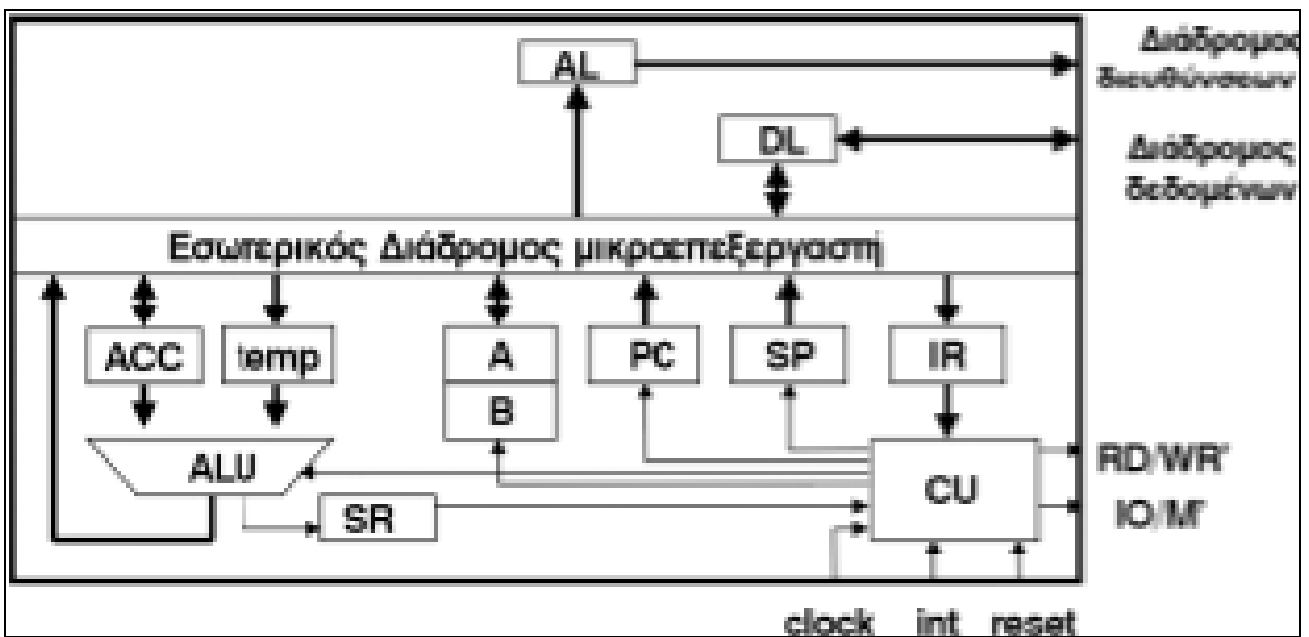 AL
Διάδρομος
διευθύνσεων
DL
Διάδρομος
δεδομένων
Εσωτερικός Διάδρομος μικροεπεξεργαστή
ACC
temp
A
PC
SP
IR
B
ALU
CU
RD/WR'
SR
IO/M'
clock int reset